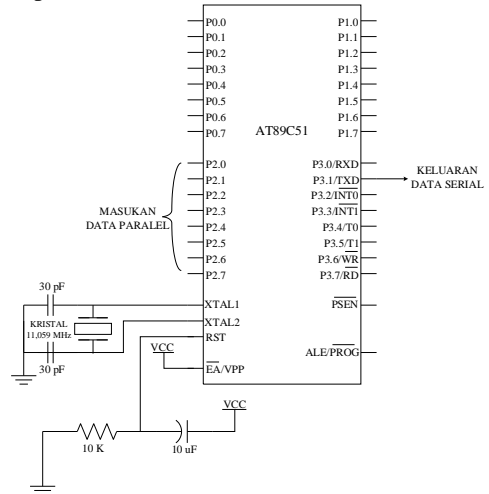 P0.0
P0.1
P0.2
P0.3
P0.4
P0.5
P0.6
P0.7
AT89C51
P1.0
P1.1
P1.2
P1.3
P1.4
P1.5
P1.6
P1.7
MASUKAN
DATA PARALEL
P2.0
P2.1
P2.2
P2.3
P2.4
P2.5
P2.6
P2.7
P3.0/RXD
P3.1/TXD
P3.2/INT0
P3.3/INT1
P3.4/T0
P3.5/T1
P3.6/WR
P3.7/RD
KELUARAN
DATA SERIAL
30 pF
KRISTAL
11,059 MHz
30 pF
XTAL1
XTAL2
RST
VCC
EA/VPP
PSEN
ALE/PROG
VCC
10 K
10 uF